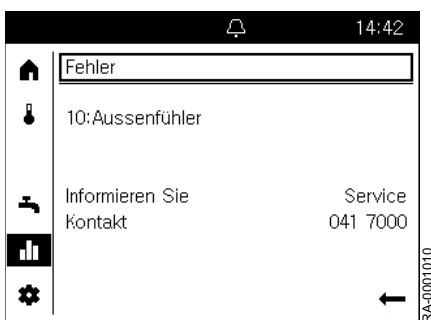 14:42
Fehler
10:Aussenfühler
Informieren Sie Service
Kontakt 041 7000
RA-0001010